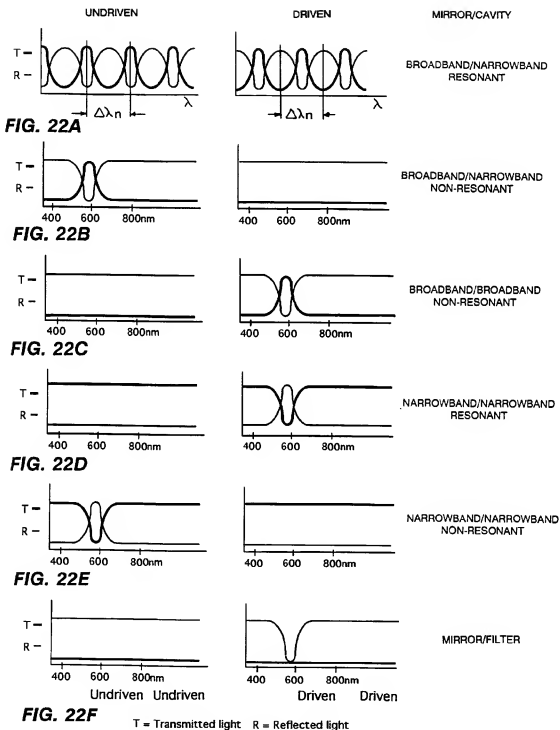 UNDRIVEN DRIVEN MIRROR/CAVITY
T R λ Δλn
T R λ Δλn
BROADBAND/NARROWBAND
RESONANT
FIG. 22A
T R
400 600 800nm
400 600 800nm
BROADBAND/NARROWBAND
NON-RESONANT
FIG. 22B
T R
400 600 800nm
400 600 800nm
BROADBAND/BROADBAND
NON-RESONANT
FIG. 22C
T R
400 600 800nm
400 600 800nm
NARROWBAND/NARROWBAND
RESONANT
FIG. 22D
T R
400 600 800nm
400 600 800nm
NARROWBAND/NARROWBAND
NON-RESONANT
FIG. 22E
T R
400 600 800nm
400 600 800nm
MIRROR/FILTER
Undriven Undriven Driven Driven
FIG. 22F
T = Transmitted light R = Reflected light